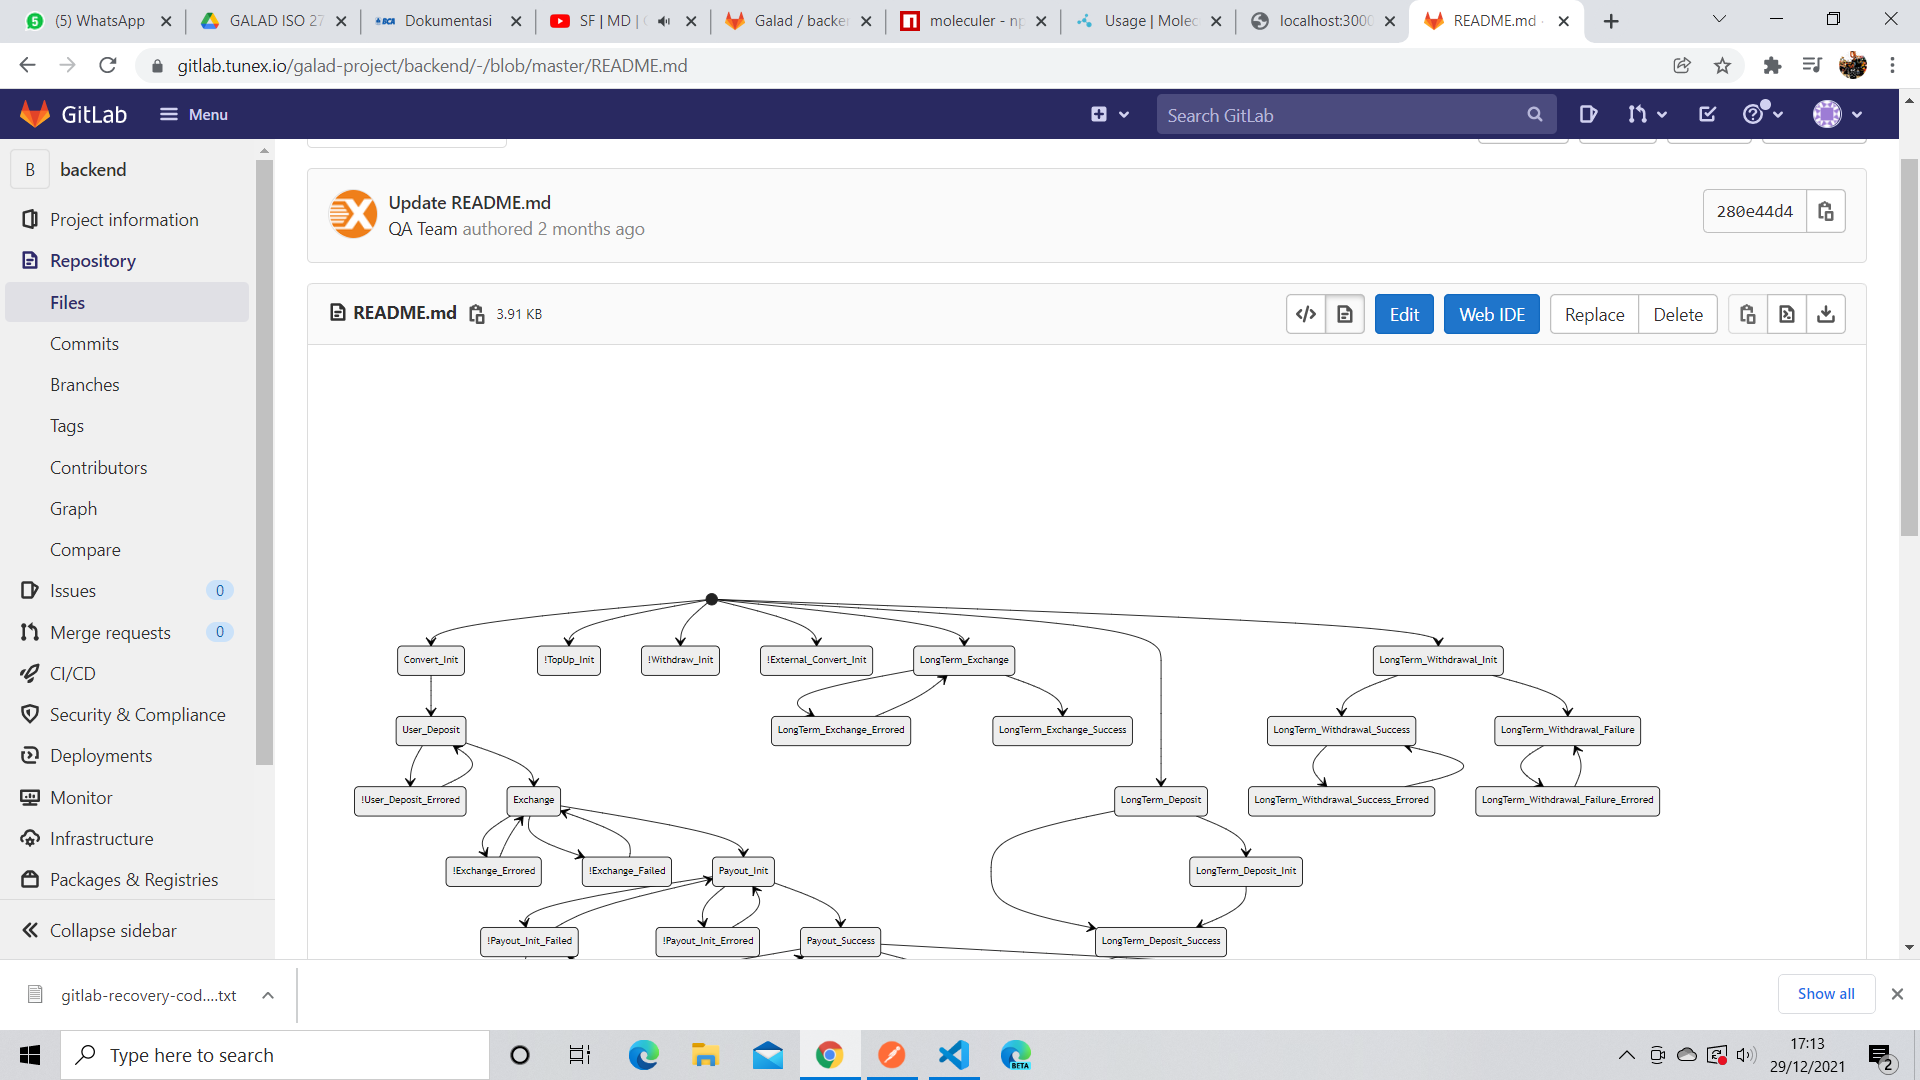 (5) WhatsApp
GALAD ISO 27
BCA Dokumentasi
SF | MD |
Galad / backe
n moleculer - np
Usage | Molec
localhost:3000
README.md -
gitlab.tunex.io/galad-project/backend/-/blob/master/README.md
GitLab
Menu
Search GitLab
B backend
Project information
Repository
Files
Commits
Branches
Tags
Contributors
Graph
Compare
Issues 0
Merge requests 0
CI/CD
Security & Compliance
Deployments
Monitor
Infrastructure
Packages & Registries
Collapse sidebar
Update README.md
QA Team authored 2 months ago
280e44d4
README.md 3.91 KB
Edit
Web IDE
Replace
Delete
Convert_Init
!TopUp_Init
!Withdraw_Init
!External_Convert_Init
LongTerm_Exchange
LongTerm_Withdrawal_Init
User_Deposit
LongTerm_Exchange_Errored
LongTerm_Exchange_Success
LongTerm_Withdrawal_Success
LongTerm_Withdrawal_Failure
!User_Deposit_Errored
Exchange
LongTerm_Deposit
LongTerm_Withdrawal_Success_Errored
LongTerm_Withdrawal_Failure_Errored
!Exchange_Errored
!Exchange_Failed
Payout_Init
LongTerm_Deposit_Init
!Payout_Init_Failed
!Payout_Init_Errored
Payout_Success
LongTerm_Deposit_Success
gitlab-recovery-cod....txt
Show all
Type here to search
BETA
17:13
29/12/2021
2